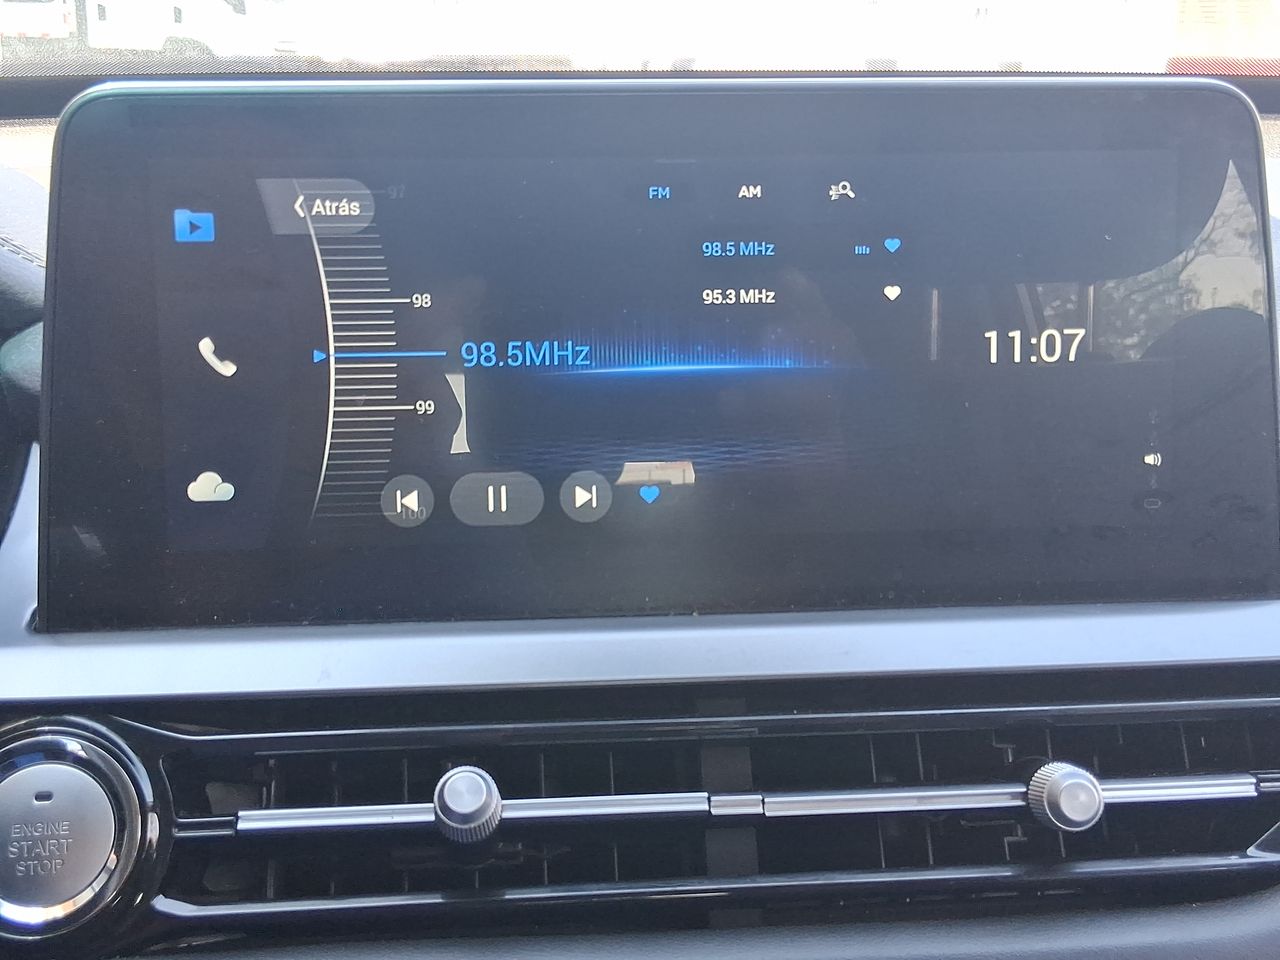 97
Atrás
FM AM
98.5 MHz
98
95.3 MHz
98.5MHz
11:07
99
100
ENGINE
START
STOP